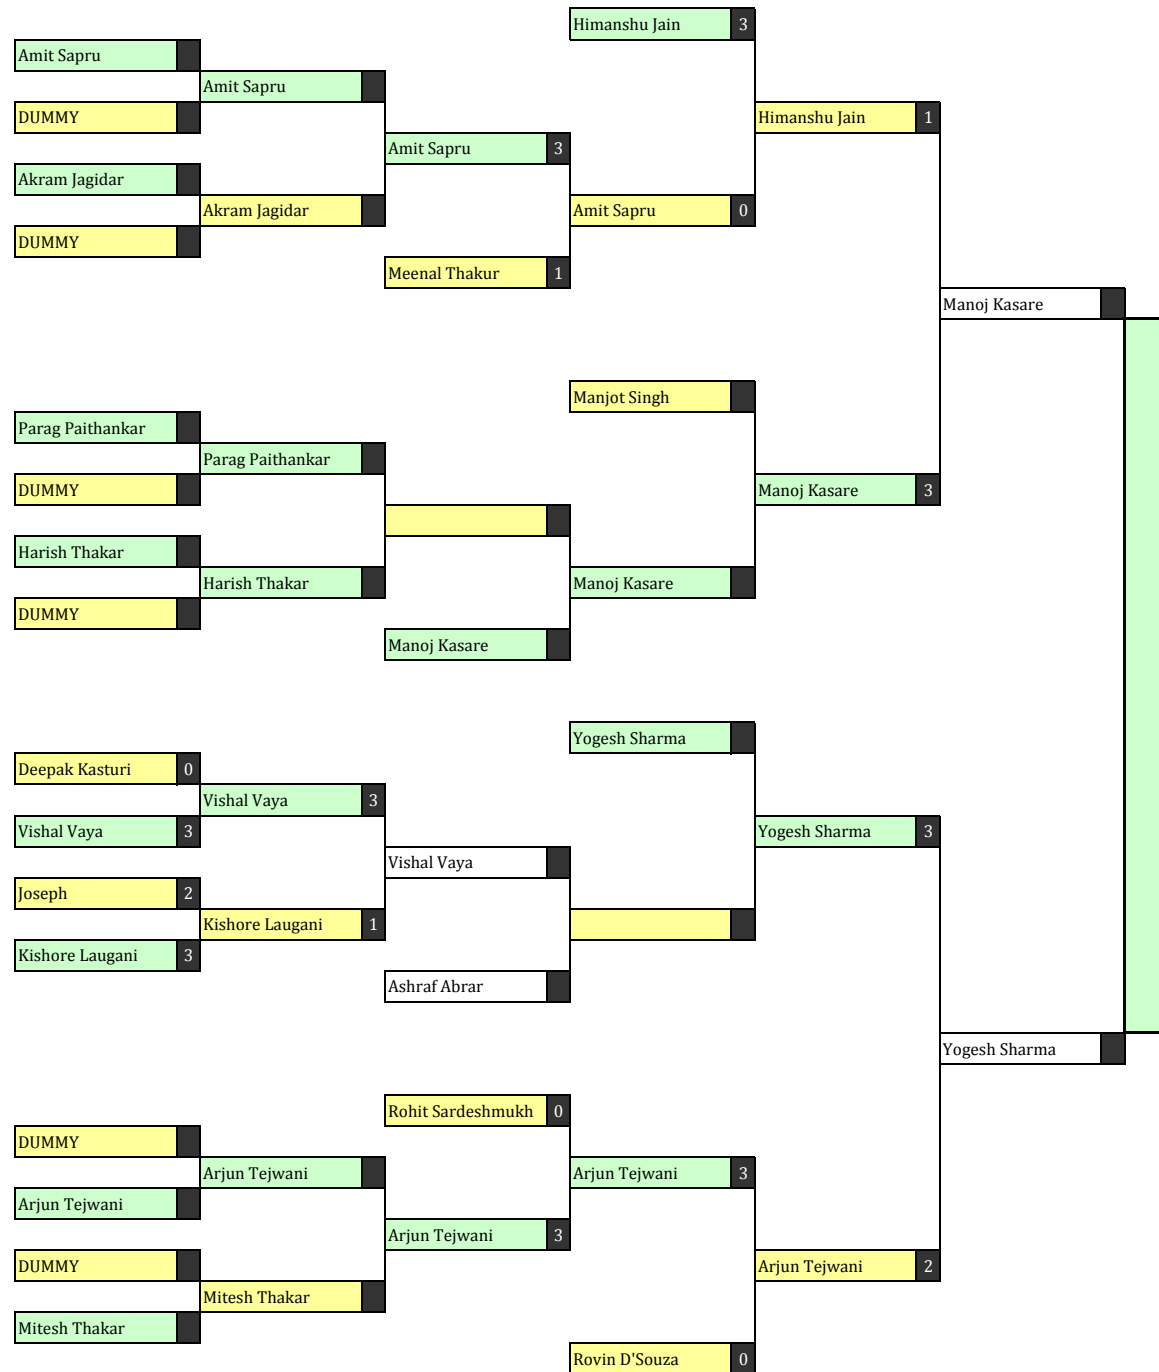 Himanshu Jain 3
Amit Sapru
Amit Sapru
DUMMY
Himanshu Jain 1
Amit Sapru 3
Akram Jagidar
Akram Jagidar
Amit Sapru 0
DUMMY
Meenal Thakur 1
Manoj Kasare
Manjot Singh
Parag Paithankar
Parag Paithankar
DUMMY
Manoj Kasare 3
Harish Thakar
Harish Thakar
Manoj Kasare
DUMMY
Manoj Kasare
Yogesh Sharma
Deepak Kasturi 0
Vishal Vaya 3
Vishal Vaya 3
Yogesh Sharma 3
Vishal Vaya
Joseph 2
Kishore Laugani 1
Kishore Laugani 3
Ashraf Abrar
Yogesh Sharma
Rohit Sardeshmukh 0
DUMMY
Arjun Tejwani
Arjun Tejwani 3
Arjun Tejwani
Arjun Tejwani 3
DUMMY
Arjun Tejwani 2
Mitesh Thakar
Mitesh Thakar
Rovin D'Souza 0